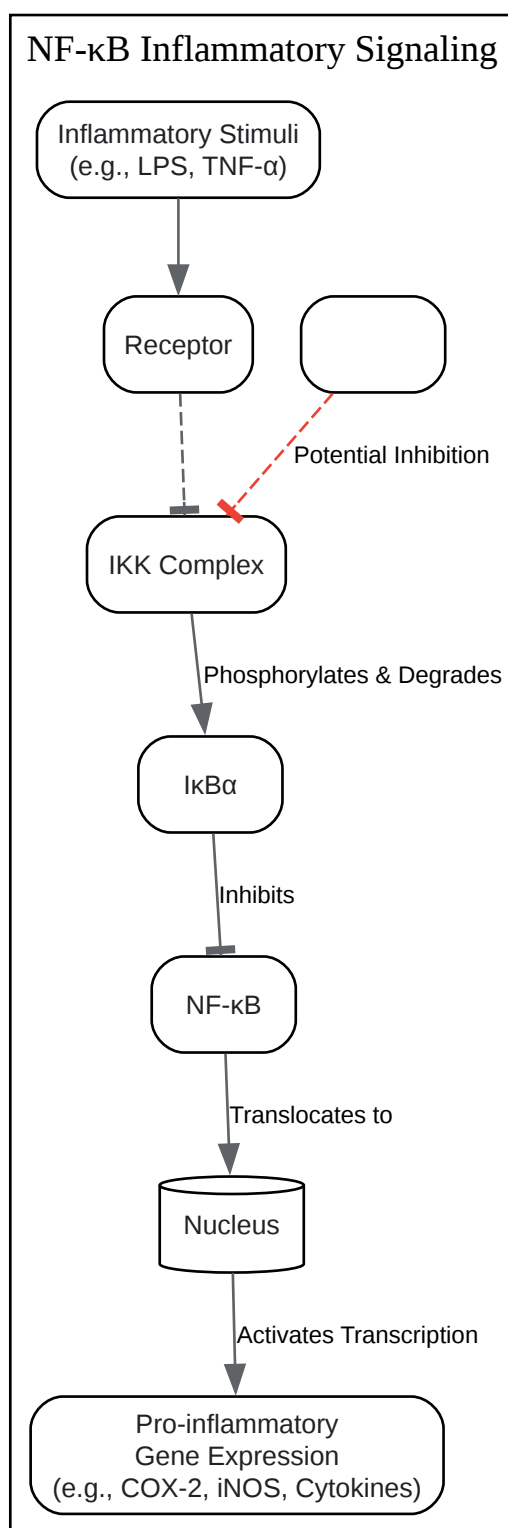 NF-κB Inflammatory Signaling
Inflammatory Stimuli
(e.g., LPS, TNF-α)
Receptor
Potential Inhibition
IKK Complex
Phosphorylates & Degrades
IκBα
Inhibits
NF-κB
Translocates to
Nucleus
Activates Transcription
Pro-inflammatory
Gene Expression
(e.g., COX-2, iNOS, Cytokines)